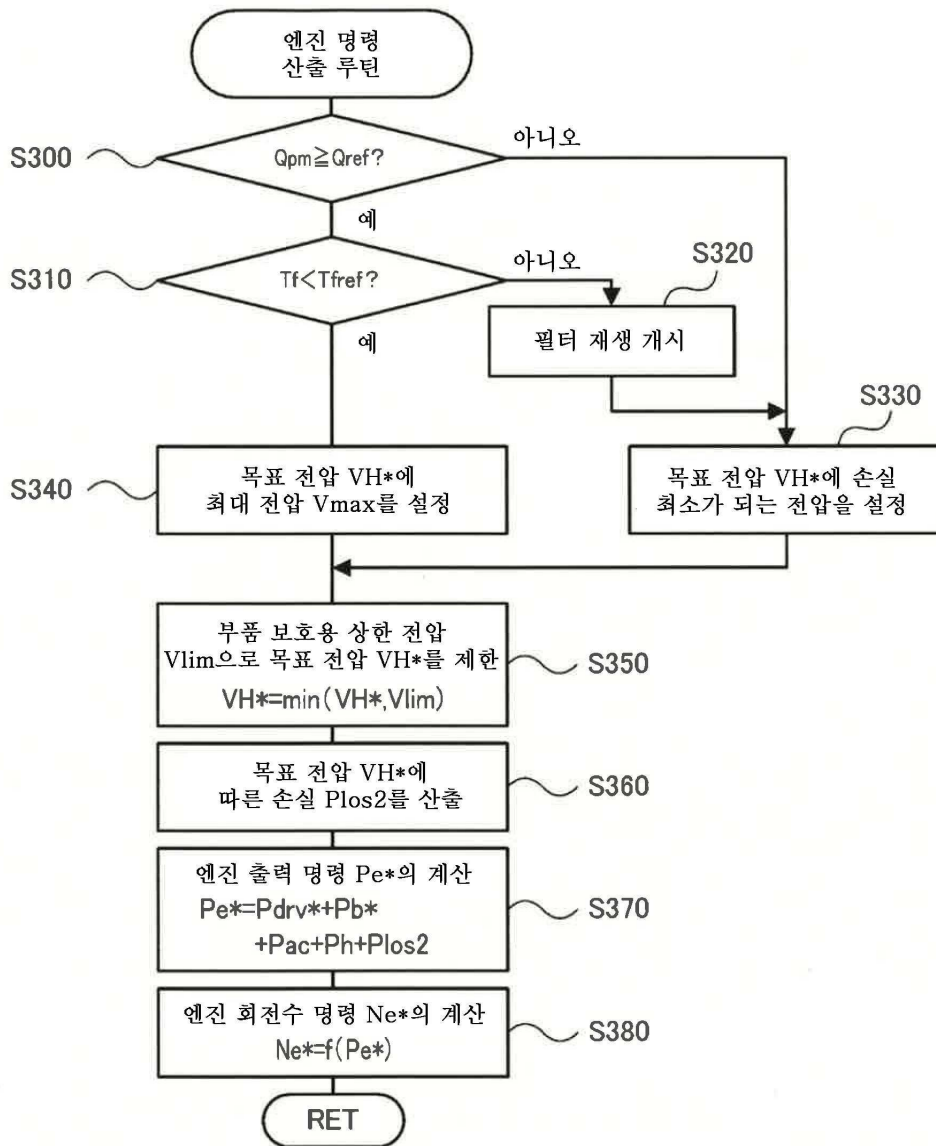 엔진 명령
산출 루틴
S300
Qpm≧Qref?
아니오
예
S310
Tf<Tfref?
아니오
S320
예
필터 재생 개시
S330
S340
목표 전압 VH*에
최대 전압 Vmax를 설정
목표 전압 VH*에 손실
최소가 되는 전압을 설정
부품 보호용 상한 전압
Vlim으로 목표 전압 VH*를 제한
VH*=min(VH*,Vlim)
S350
목표 전압 VH*에
따른 손실 Plos2를 산출
S360
엔진 출력 명령 Pe*의 계산
Pe*=Pdrv*+Pb*
+Pac+Ph+Plos2
S370
엔진 회전수 명령 Ne*의 계산
Ne*=f(Pe*)
S380
RET